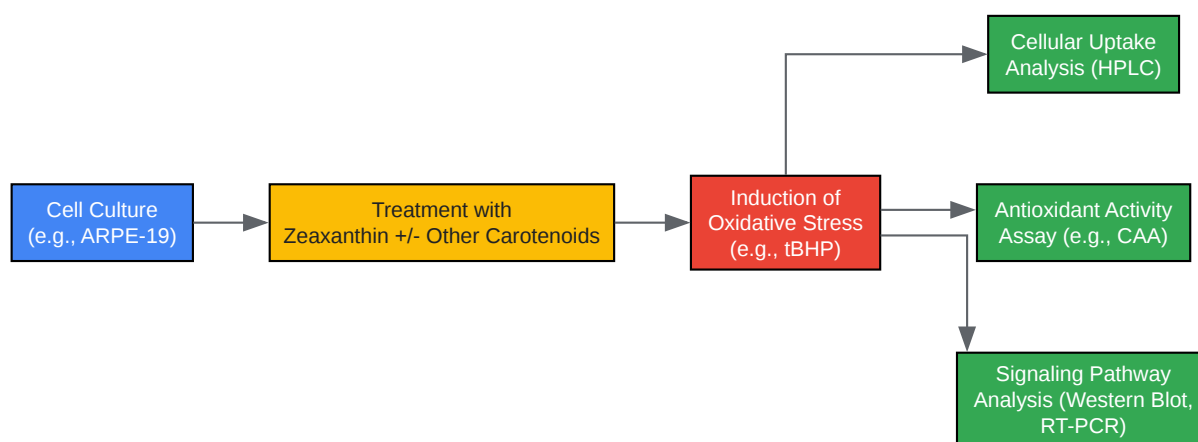 Cell Culture
(e.g., ARPE-19)
Treatment with
Zeaxanthin +/- Other Carotenoids
Induction of
Oxidative Stress
(e.g., tBHP)
Cellular Uptake
Analysis (HPLC)
Antioxidant Activity
Assay (e.g., CAA)
Signaling Pathway
Analysis (Western Blot,
RT-PCR)